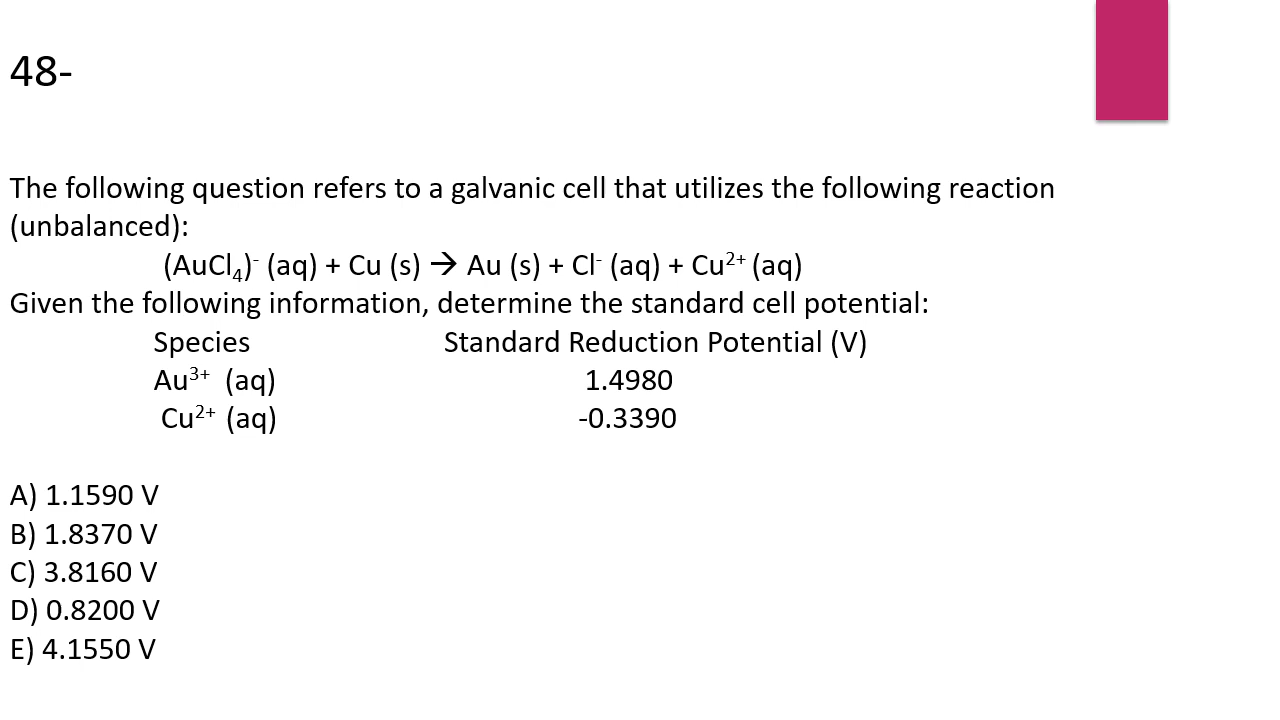 48-
The following question refers to a galvanic cell that utilizes the following reaction
(unbalanced):
(AuCl₄)⁻ (aq) + Cu (s) → Au (s) + Cl⁻ (aq) + Cu²⁺ (aq)
Given the following information, determine the standard cell potential:
Species Standard Reduction Potential (V)
Au³⁺ (aq) 1.4980
Cu²⁺ (aq) -0.3390
A) 1.1590 V
B) 1.8370 V
C) 3.8160 V
D) 0.8200 V
E) 4.1550 V